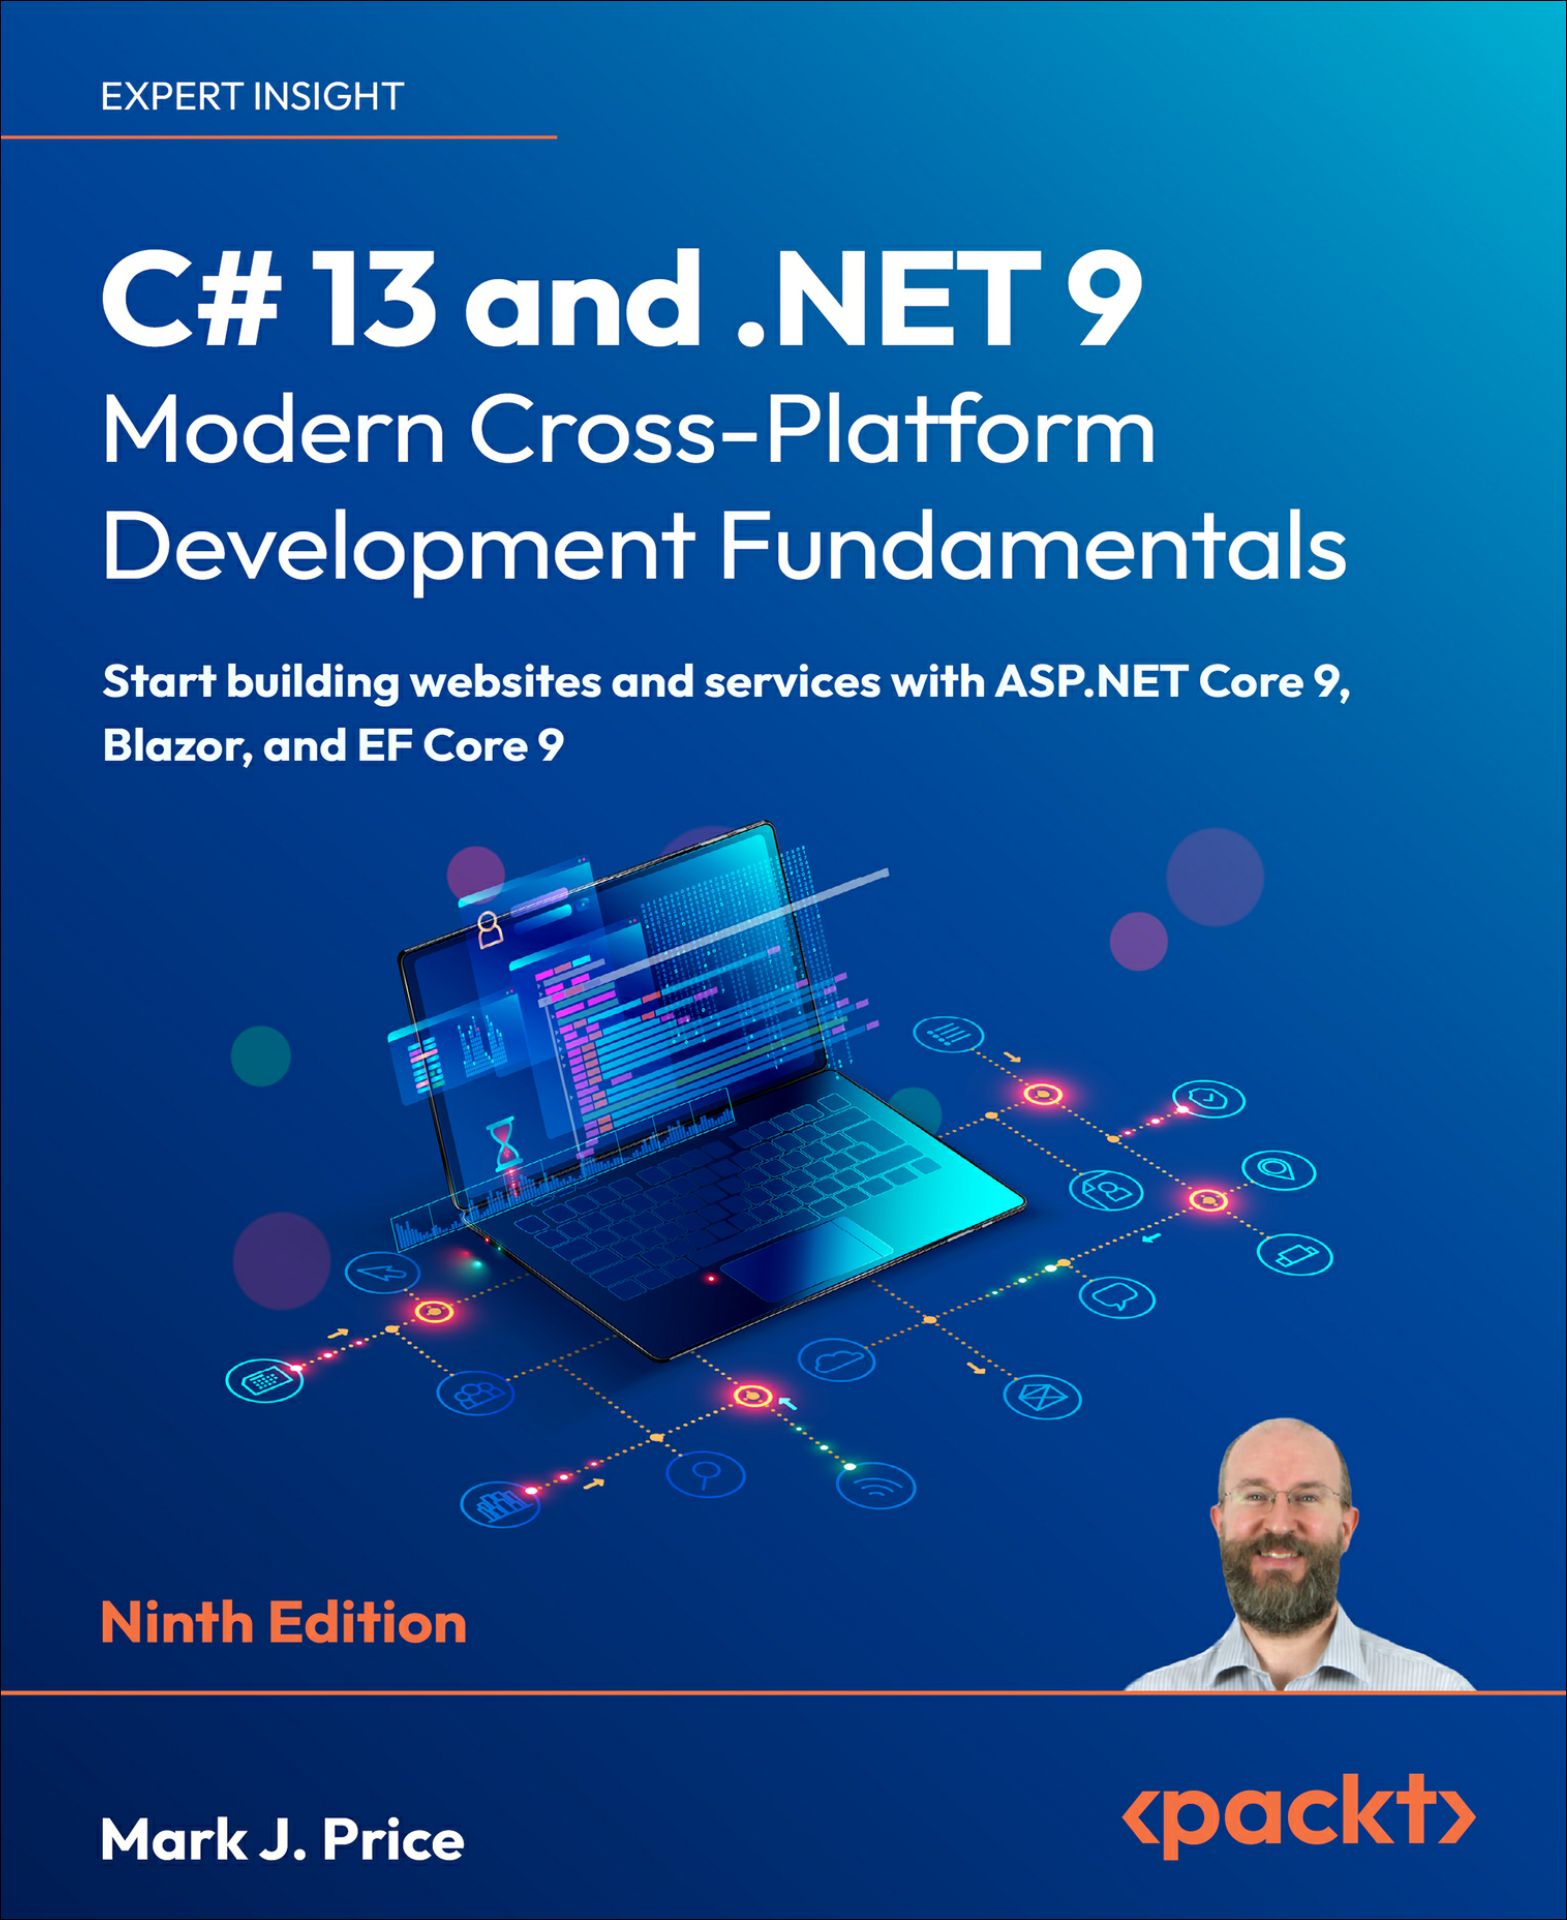 EXPERT INSIGHT
C# 13 and .NET 9
Modern Cross-Platform
Development Fundamentals
Start building websites and services with ASP.NET Core 9,
Blazor, and EF Core 9
Ninth Edition
Mark J. Price
<packt>